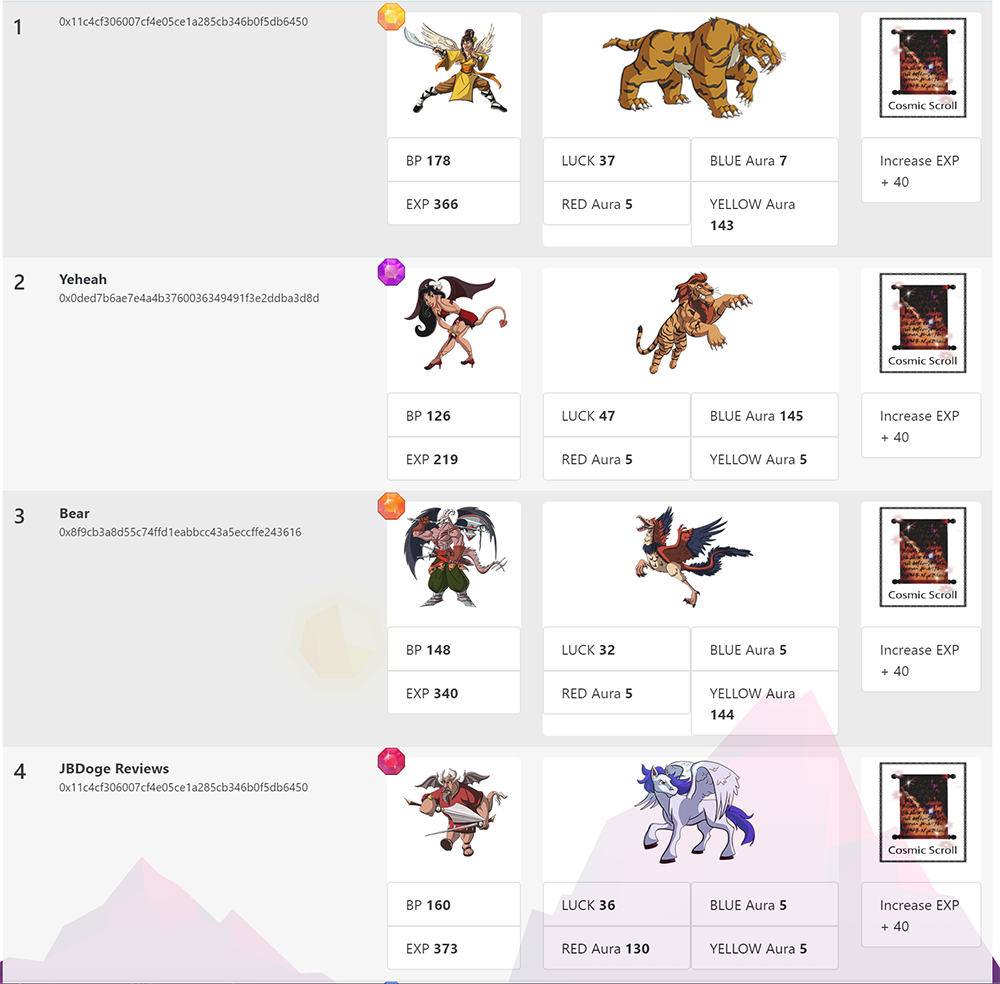 1
0x11c4cf306007cf4e05ce1a285cb346b0f5db6450
Cosmic Scroll
BP 178
LUCK 37
BLUE Aura 7
Increase EXP
+ 40
EXP 366
RED Aura 5
YELLOW Aura
143
2
Yeheah
0x0ded7b6ae7e4a4b3760036349491f3e2ddba3d8d
Cosmic Scroll
BP 126
LUCK 47
BLUE Aura 145
Increase EXP
+ 40
EXP 219
RED Aura 5
YELLOW Aura 5
3
Bear
0x8f9cb3a8d55c74ffd1eabbcc43a5eccffe243616
Cosmic Scroll
BP 148
LUCK 32
BLUE Aura 5
Increase EXP
+ 40
EXP 340
RED Aura 5
YELLOW Aura
144
4
JBDoge Reviews
0x11c4cf306007cf4e05ce1a285cb346b0f5db6450
Cosmic Scroll
BP 160
LUCK 36
BLUE Aura 5
Increase EXP
+ 40
EXP 373
RED Aura 130
YELLOW Aura 5